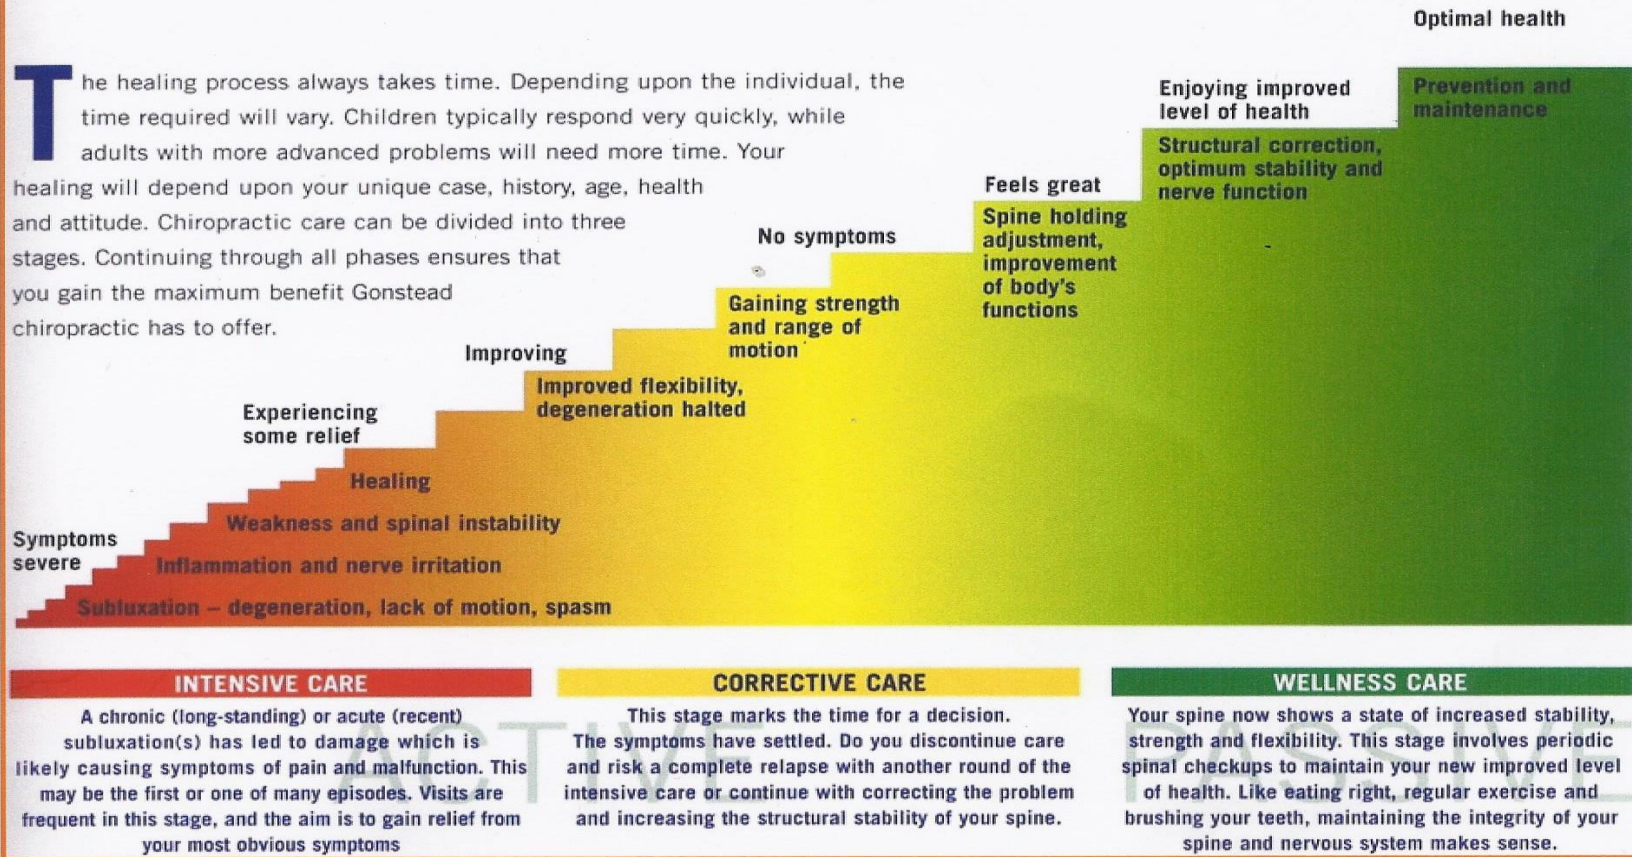 The healing process always takes time. Depending upon the individual, the
time required will vary. Children typically respond very quickly, while
adults with more advanced problems will need more time. Your
healing will depend upon your unique case, history, age, health
and attitude. Chiropractic care can be divided into three
stages. Continuing through all phases ensures that
you gain the maximum benefit Gonstead
chiropractic has to offer.
Optimal health
Prevention and
maintenance
Enjoying improved
level of health
Structural correction,
optimum stability and
nerve function
Feels great
Spine holding
adjustment,
improvement
of body's
functions
No symptoms
Gaining strength
and range of
motion
Improving
Improved flexibility,
degeneration halted
Experiencing
some relief
Healing
Weakness and spinal instability
Symptoms
severe
Inflammation and nerve irritation
Subluxation – degeneration, lack of motion, spasm
INTENSIVE CARE
A chronic (long-standing) or acute (recent)
subluxation(s) has led to damage which is
likely causing symptoms of pain and malfunction. This
may be the first or one of many episodes. Visits are
frequent in this stage, and the aim is to gain relief from
your most obvious symptoms
CORRECTIVE CARE
This stage marks the time for a decision.
The symptoms have settled. Do you discontinue care
and risk a complete relapse with another round of the
intensive care or continue with correcting the problem
and increasing the structural stability of your spine.
WELLNESS CARE
Your spine now shows a state of increased stability,
strength and flexibility. This stage involves periodic
spinal checkups to maintain your new improved level
of health. Like eating right, regular exercise and
brushing your teeth, maintaining the integrity of your
spine and nervous system makes sense.
ACTIVE
PASSIVE